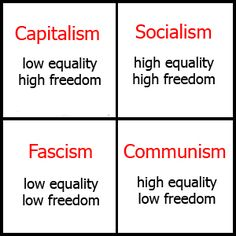 Capitalism
low equality
high freedom
Socialism
high equality
high freedom
Fascism
low equality
low freedom
Communism
high equality
low freedom